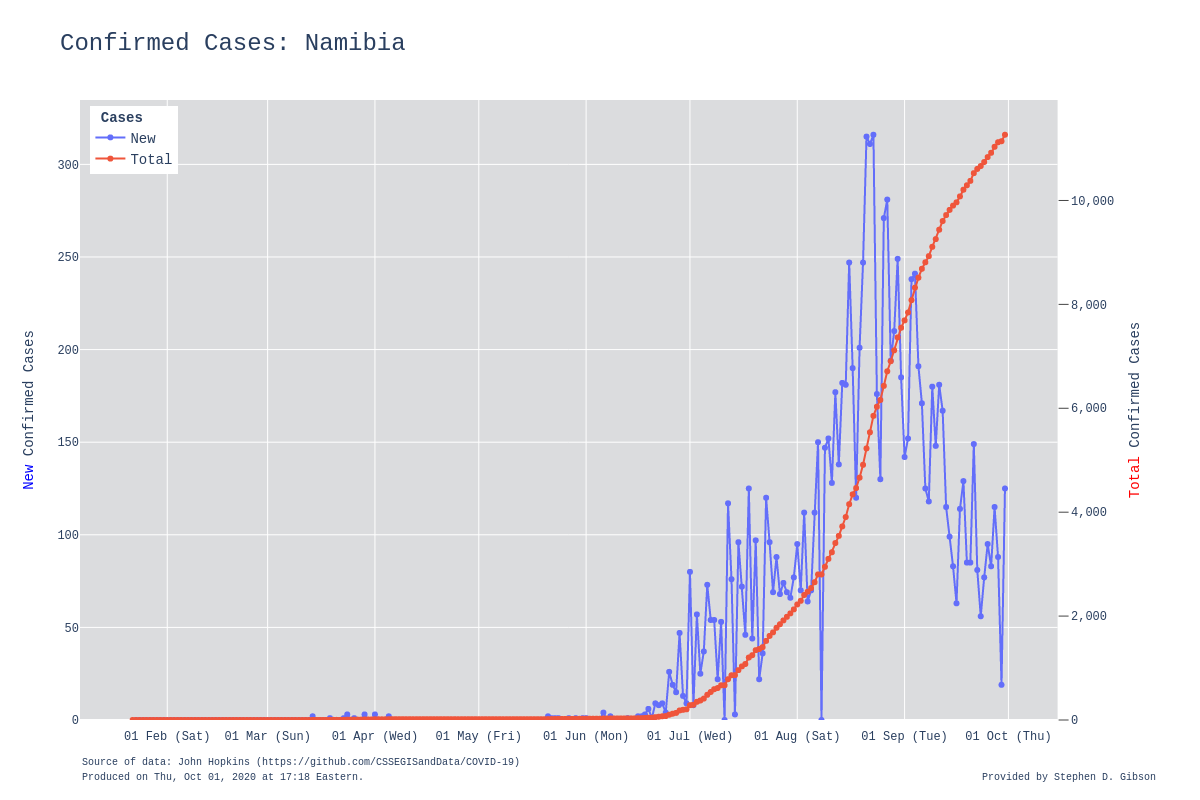 Confirmed Cases: Namibia
Cases
New
Total
300
250
200
150
100
50
0
10,000
8,000
6,000
4,000
2,000
0
New Confirmed Cases
Total Confirmed Cases
01 Feb (Sat) 01 Mar (Sun) 01 Apr (Wed) 01 May (Fri) 01 Jun (Mon) 01 Jul (Wed) 01 Aug (Sat) 01 Sep (Tue) 01 Oct (Thu)
Source of data: John Hopkins (https://github.com/CSSEGISandData/COVID-19)
Produced on Thu, Oct 01, 2020 at 17:18 Eastern.
Provided by Stephen D. Gibson